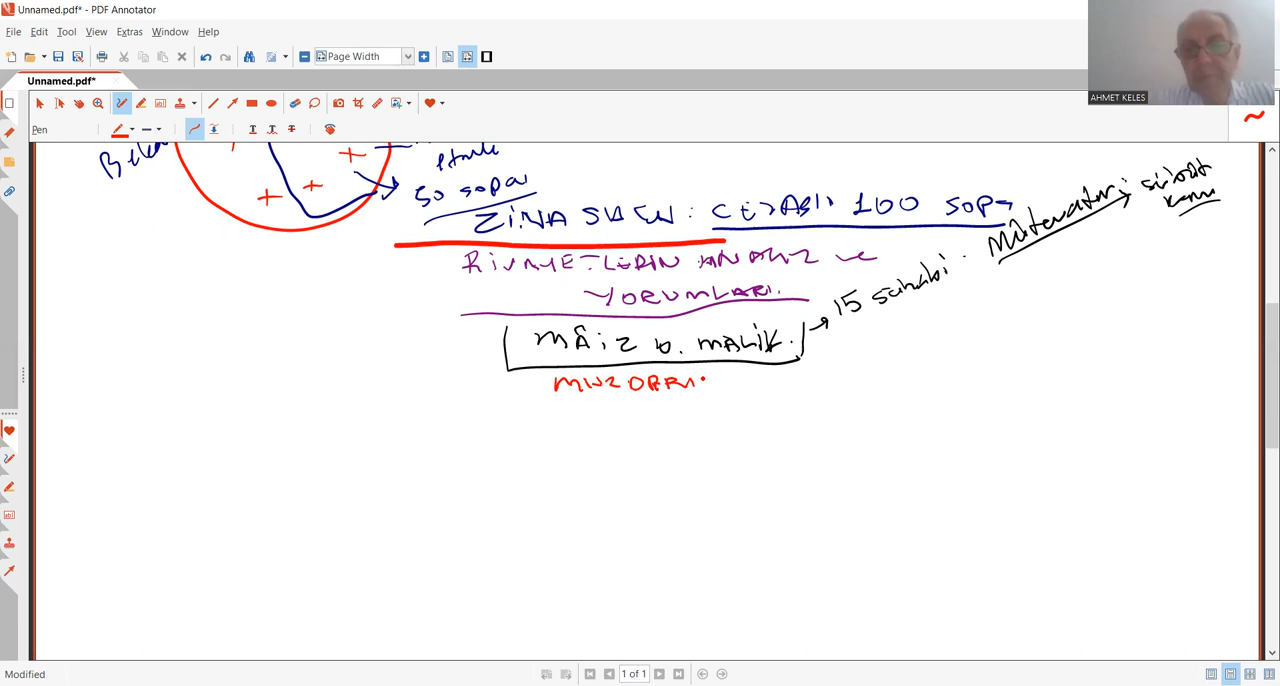 Unnamed.pdf* - PDF Annotator
File Edit Tool View Extras Window Help
Page Width
Unnamed.pdf*
AHMET KELES
Pen
50 sopa
ZİNA SUÇU: CEZASI 100 SOPA
RİVAYETLERİN ANALİZ ve
YORUMLARI.
MÂİZ b. MALİK.
15 sahabi. Mütevatir;
Modified
1 of 1